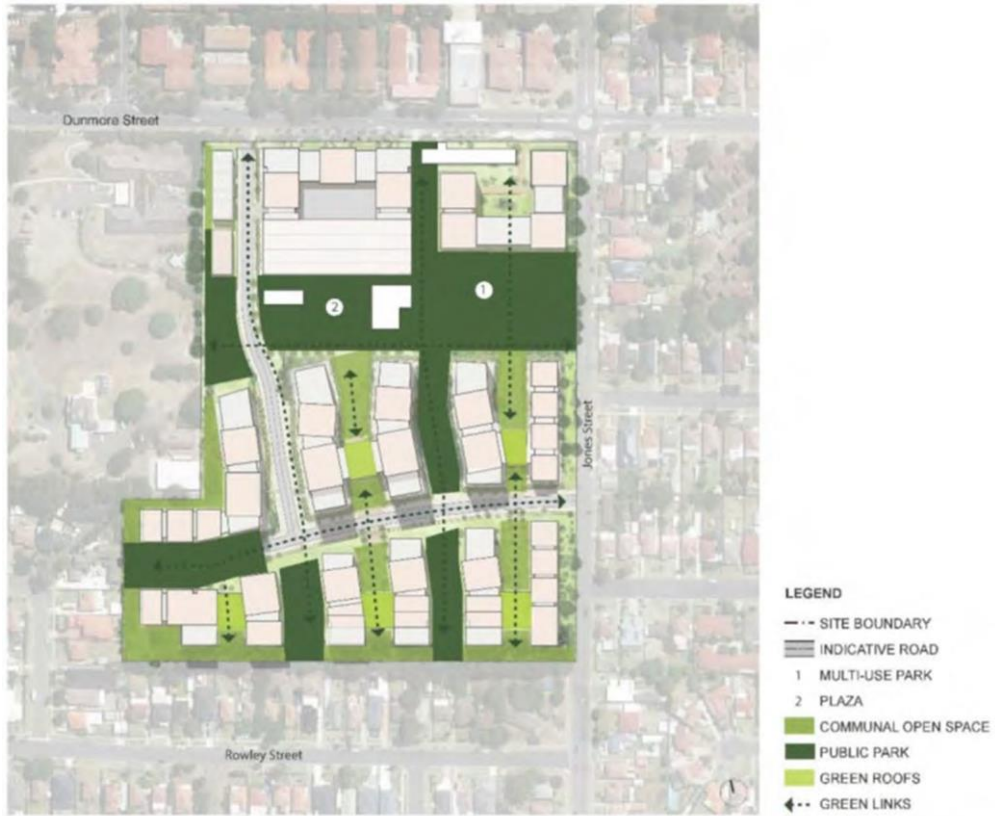 Dunmore Street
1
2
Jones Street
Rowley Street
LEGEND
SITE BOUNDARY
INDICATIVE ROAD
1 MULTI-USE PARK
2 PLAZA
COMMUNAL OPEN SPACE
PUBLIC PARK
GREEN ROOFS
GREEN LINKS